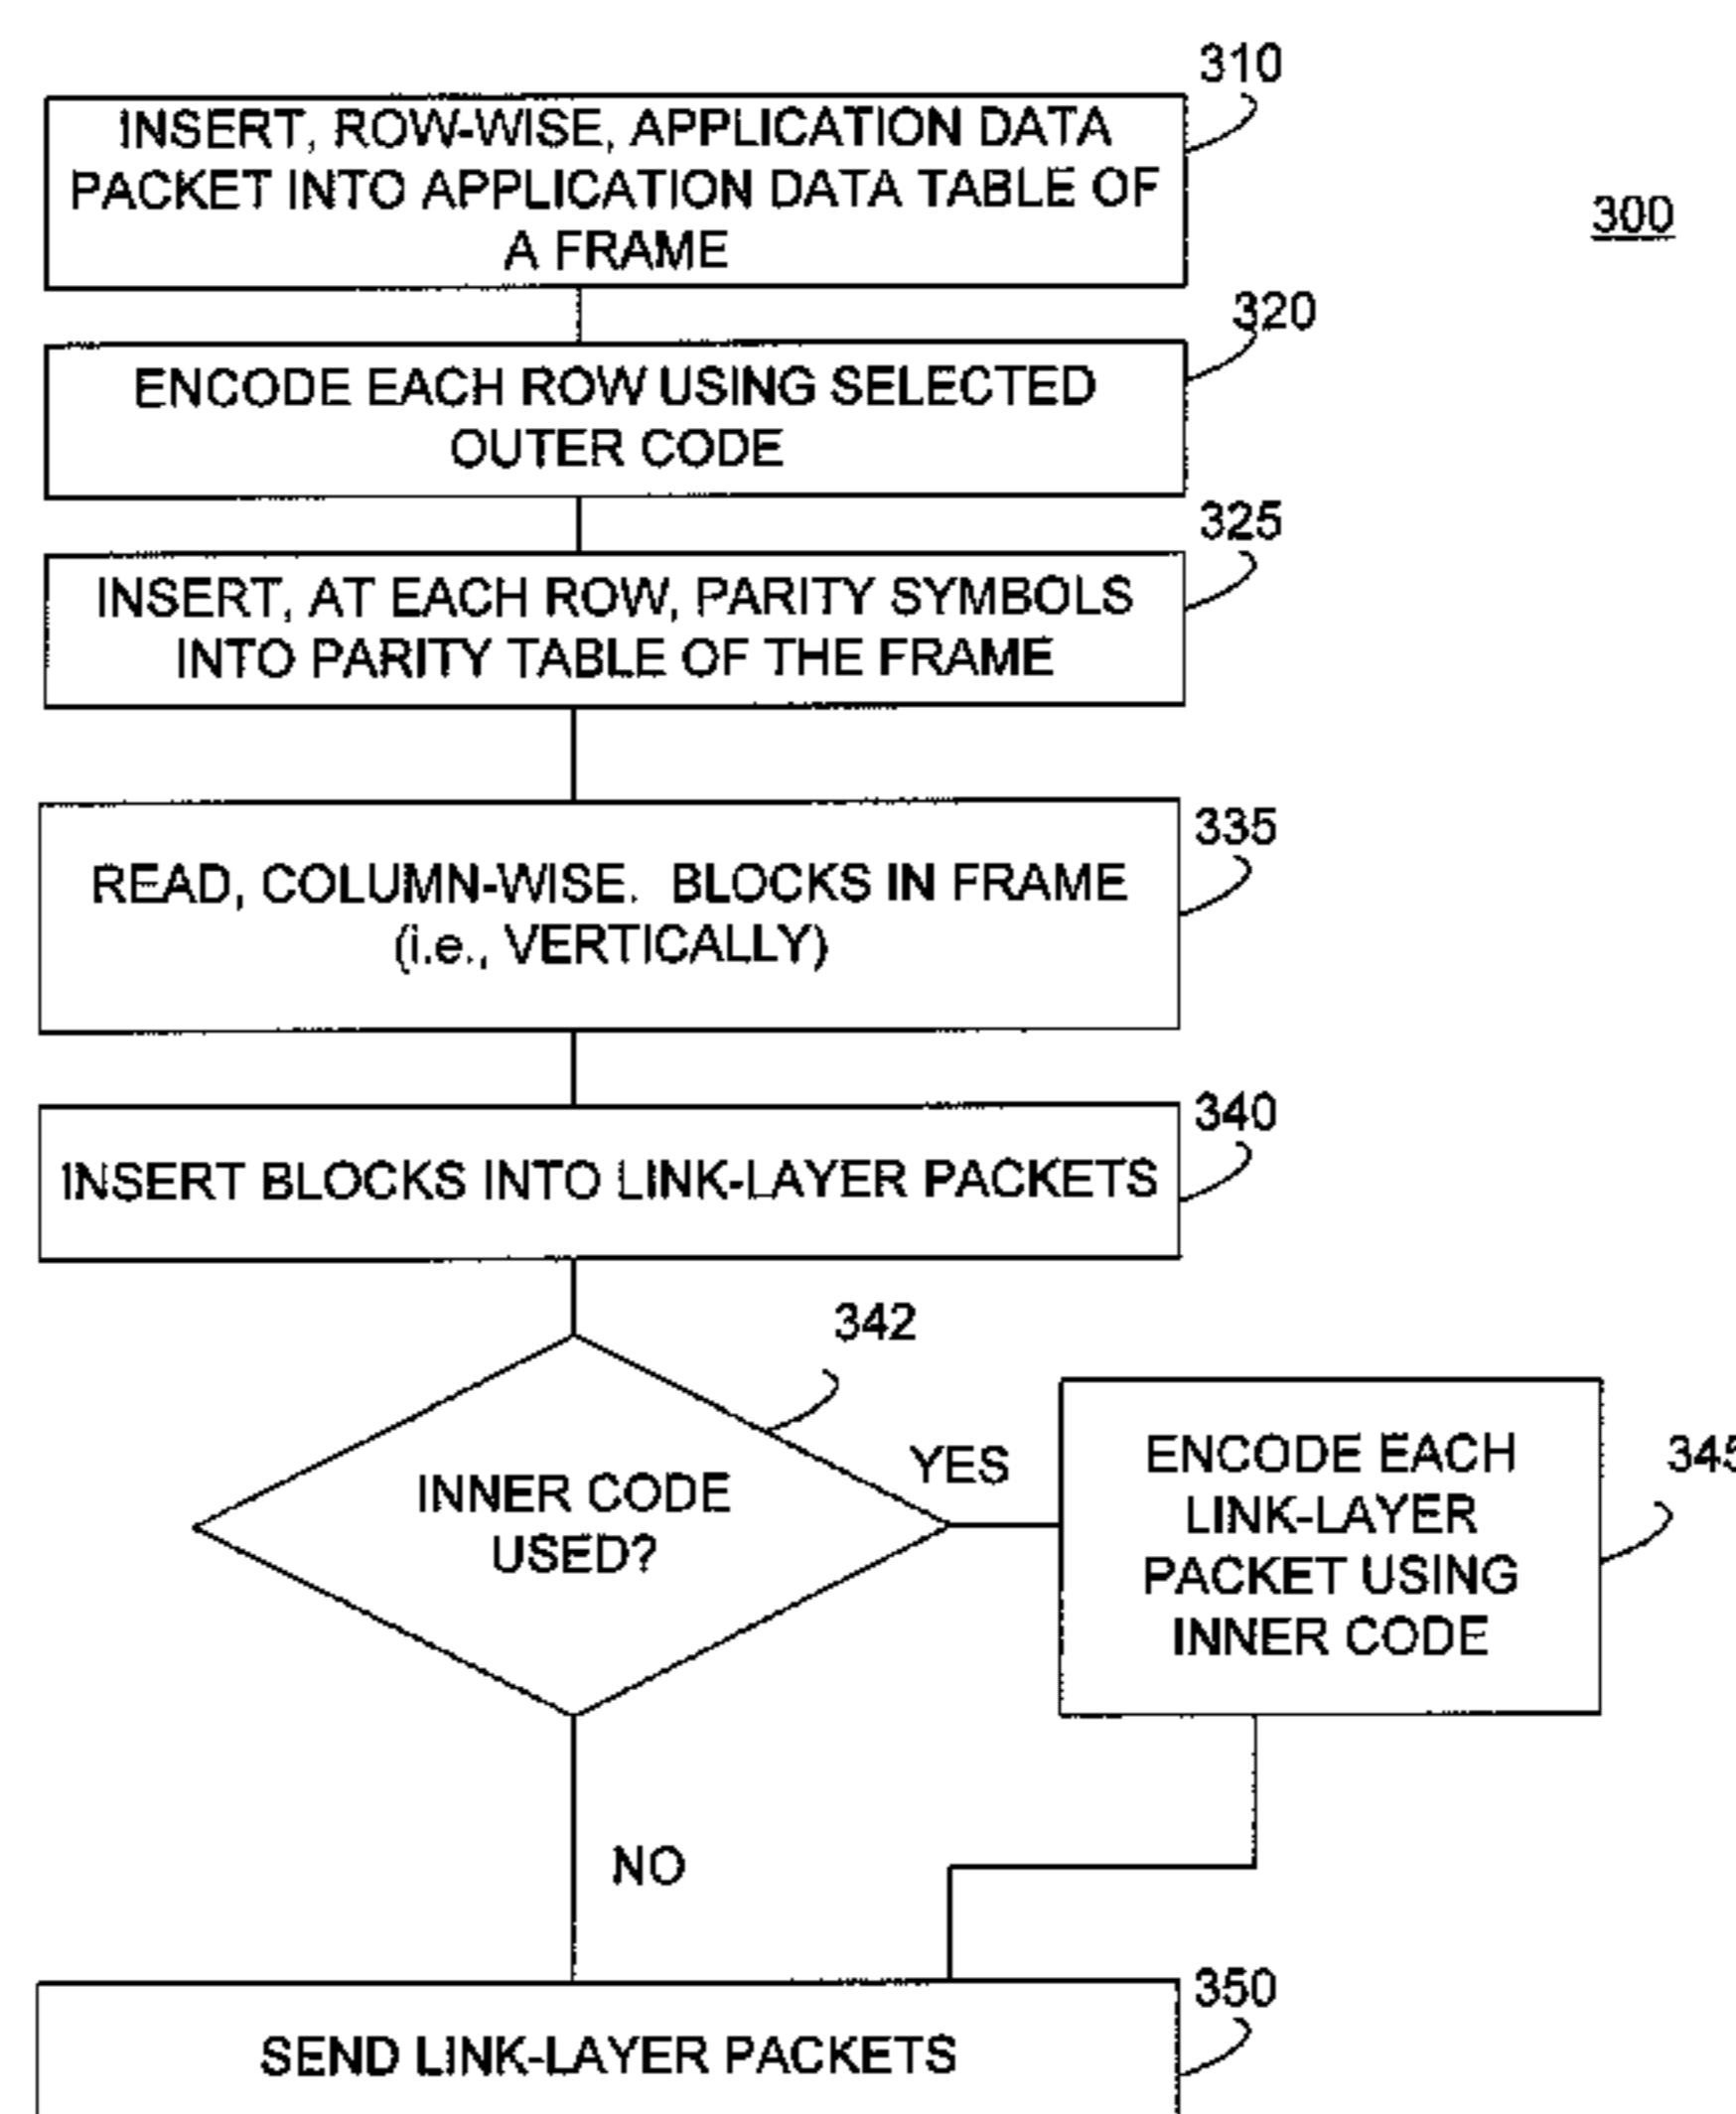 310
INSERT, ROW-WISE, APPLICATION DATA
PACKET INTO APPLICATION DATA TABLE OF
A FRAME
300
320
ENCODE EACH ROW USING SELECTED
OUTER CODE
325
INSERT, AT EACH ROW, PARITY SYMBOLS
INTO PARITY TABLE OF THE FRAME
335
READ, COLUMN-WISE. BLOCKS IN FRAME
(i.e., VERTICALLY)
340
INSERT BLOCKS INTO LINK-LAYER PACKETS
342
INNER CODE
USED?
YES
ENCODE EACH
LINK-LAYER
PACKET USING
INNER CODE
345
NO
350
SEND LINK-LAYER PACKETS